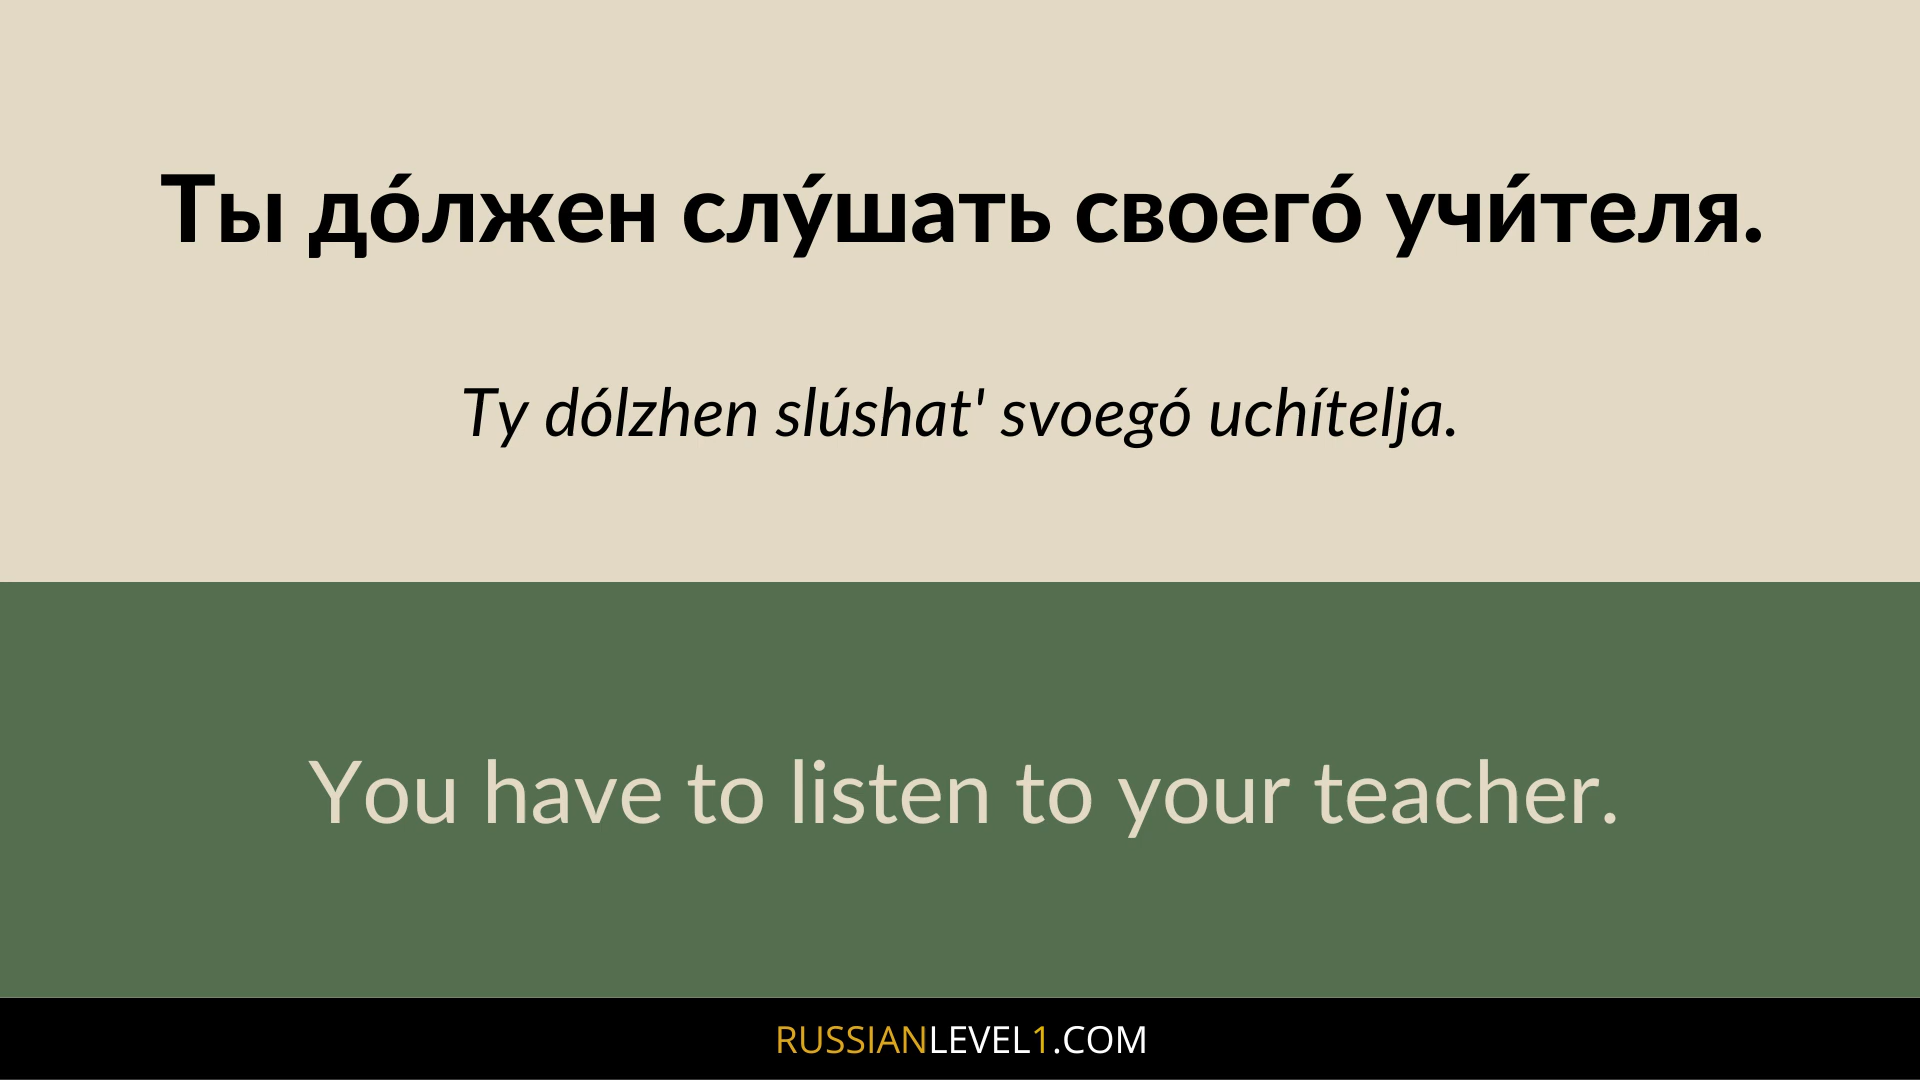 Ты до́лжен слу́шать своего́ учи́теля.
Ty dólzhen slúshat' svoegó uchítelja.
You have to listen to your teacher.
RUSSIANLEVEL1.COM